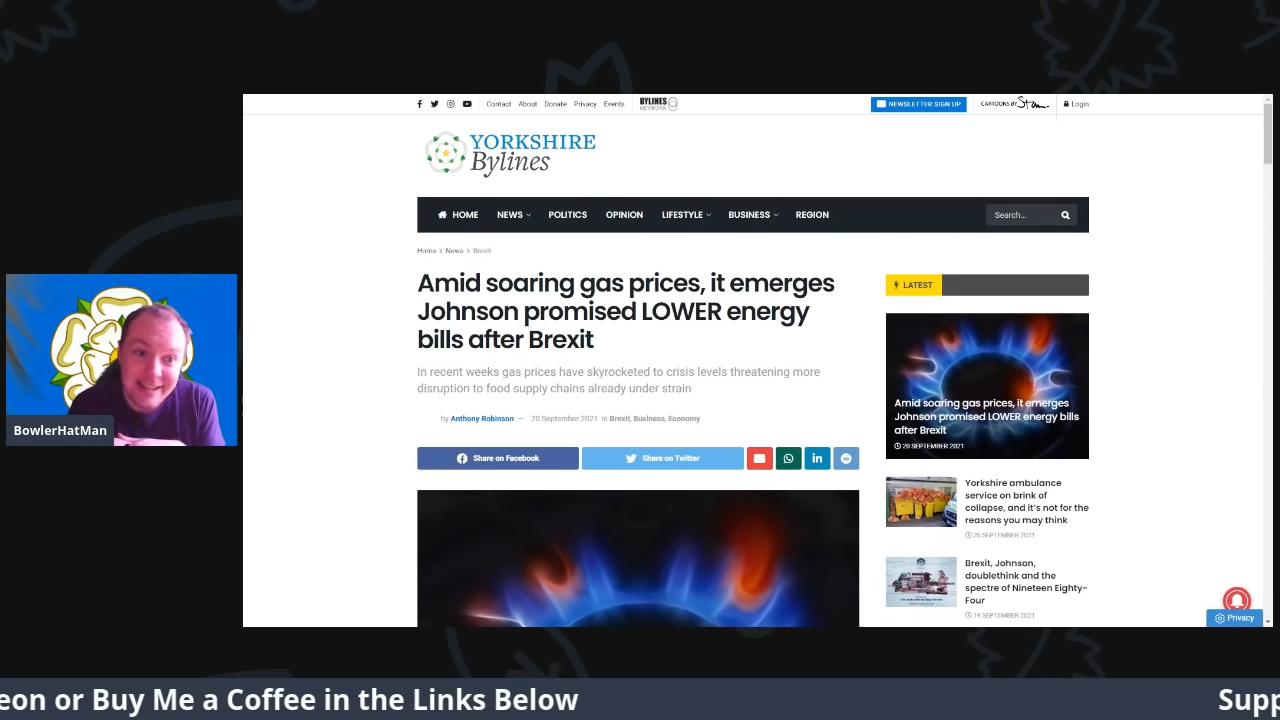 Contact About Donate Privacy Events BYLINES NETWORK NEWSLETTER SIGN UP CARTOONS BY Login
YORKSHIRE
Bylines
HOME NEWS POLITICS OPINION LIFESTYLE BUSINESS REGION Search...
Home > News > Brexit
Amid soaring gas prices, it emerges
Johnson promised LOWER energy
bills after Brexit
In recent weeks gas prices have skyrocketed to crisis levels threatening more
disruption to food supply chains already under strain
by Anthony Robinson — 20 September 2021 in Brexit, Business, Economy
Share on Facebook Share on Twitter
LATEST
Amid soaring gas prices, it emerges
Johnson promised LOWER energy bills
after Brexit
20 SEPTEMBER 2021
Yorkshire ambulance
service on brink of
collapse, and it's not for the
reasons you may think
20 SEPTEMBER 2021
Brexit, Johnson,
doublethink and the
spectre of Nineteen Eighty-
Four
19 SEPTEMBER 2021
Privacy
BowlerHatMan
eon or Buy Me a Coffee in the Links Below Supp